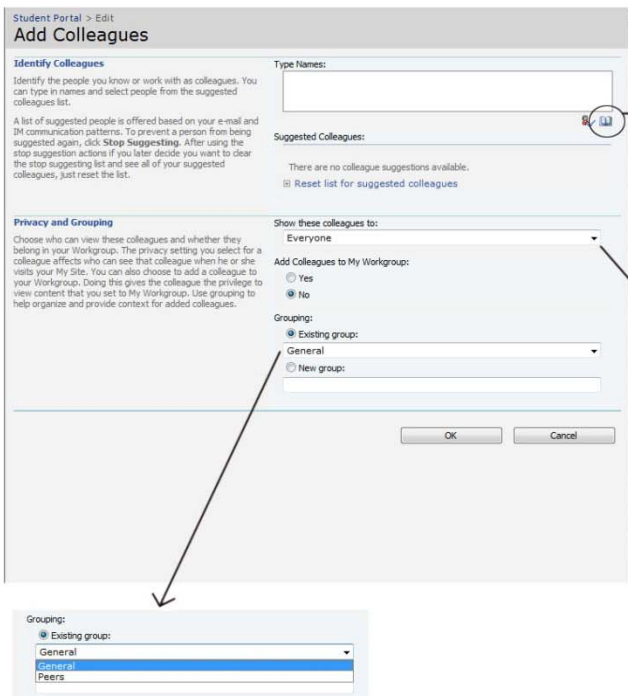 Student Portal > Edit
Add Colleagues
Identify Colleagues
Identify the people you know or work with as colleagues. You
can type in names and select people from the suggested
colleagues list.
A list of suggested people is offered based on your e-mail and
IM communication patterns. To prevent a person from being
suggested again, click Stop Suggesting. After using the
stop suggestion actions if you later decide you want to clear
the stop suggesting list and see all of your suggested
colleagues, just reset the list.
Type Names:
Suggested Colleagues:
There are no colleague suggestions available.
Reset list for suggested colleagues
Privacy and Grouping
Choose who can view these colleagues and whether they
belong in your Workgroup. The privacy setting you select for a
colleague affects who can see that colleague when he or she
visits your My Site. You can also choose to add a colleague to
your Workgroup. Doing this gives the colleague the privilege to
view content that you set to My Workgroup. Use grouping to
help organize and provide context for added colleagues.
Show these colleagues to:
Everyone
Add Colleagues to My Workgroup:
Yes
No
Grouping:
Existing group:
General
New group:
OK
Cancel
Grouping:
Existing group:
General
General
Peers